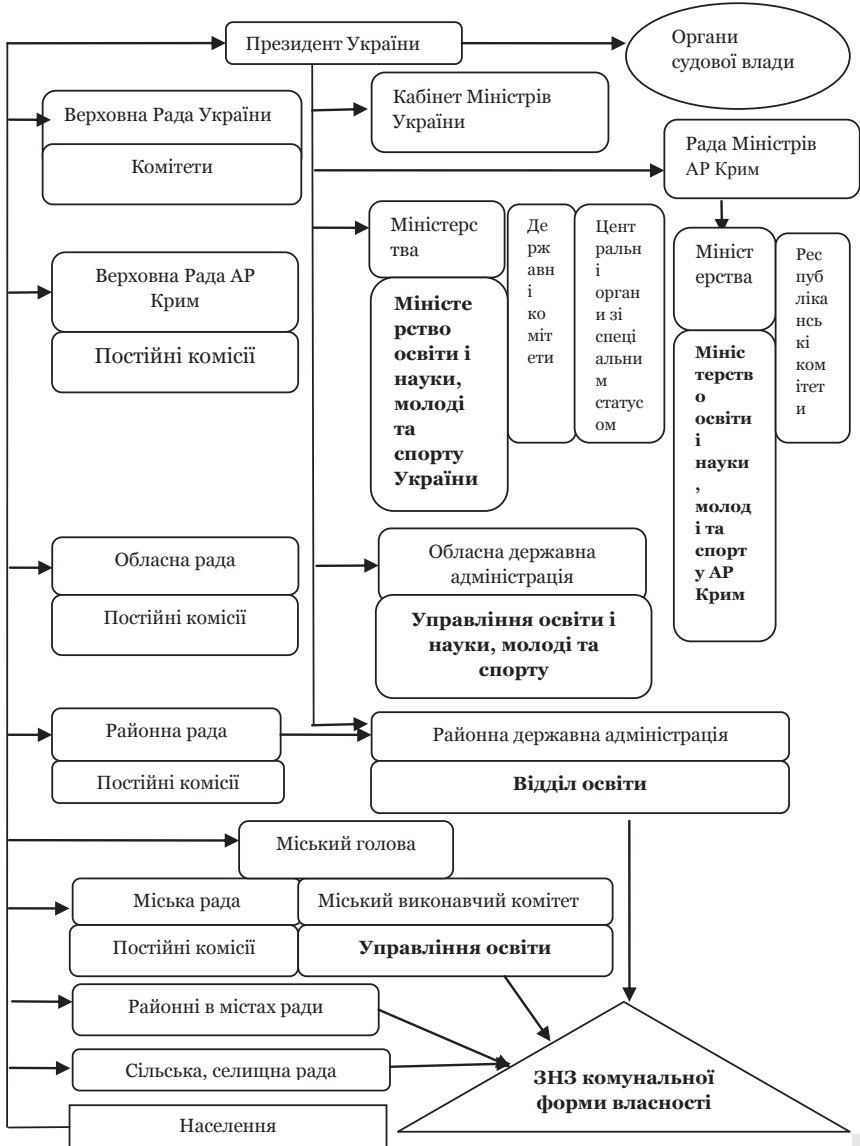 Президент України
Органи
судової влади
Верховна Рада України
Комітети
Кабінет Міністрів
України
Рада Міністрів
АР Крим
Міністерс
тва
Де
рж
авн
і
ко
міт
ети
Цент
ральн
і
орган
и зі
спеці
альни
м
статус
ом
Мініст
ерства
Рес
пуб
ліка
нсь
кі
ком
ітет
и
Верховна Рада АР
Крим
Постійні комісії
Міністе
рство
освіти і
науки,
молоді
та
спорту
України
Мініс
терств
о
освіти
і
науки
,
молод
і та
спорт
у АР
Крим
Обласна рада
Постійні комісії
Обласна державна
адміністрація
Управління освіти і
науки, молоді та
спорту
Районна рада
Постійні комісії
Районна державна адміністрація
Відділ освіти
Міський голова
Міська рада
Міський виконавчий комітет
Постійні комісії
Управління освіти
Районні в містах ради
Сільська, селищна рада
ЗНЗ комунальної
форми власності
Населення